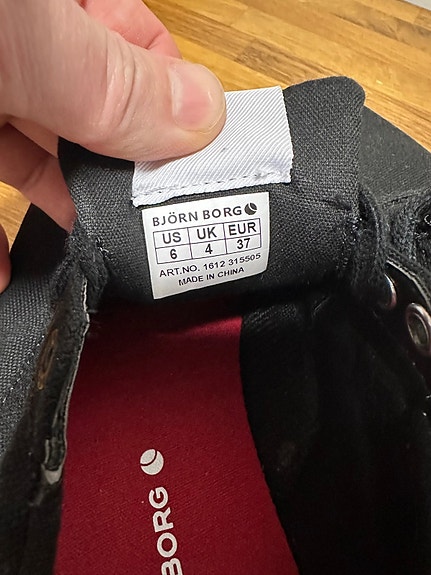 BJÖRN BORG
US UK EUR
6 4 37
ART.NO. 1612 315505
MADE IN CHINA
BORG